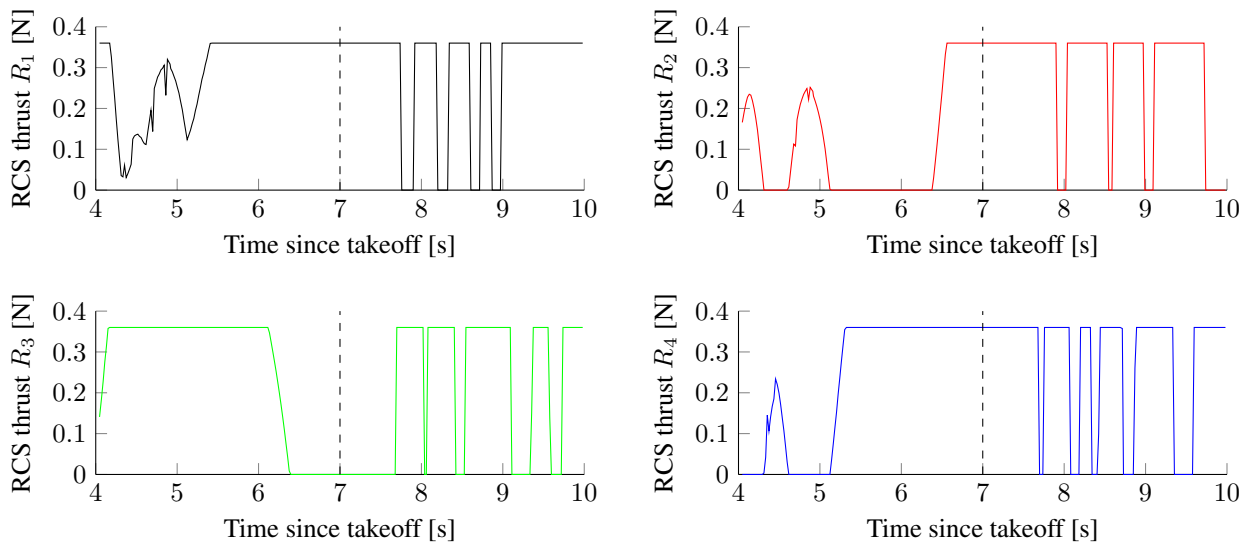 0.4
0.3
0.2
0.1
0
4 5 6 7 8 9 10
RCS thrust R1 [N]
Time since takeoff [s]
0.4
0.3
0.2
0.1
0
4 5 6 7 8 9 10
RCS thrust R2 [N]
Time since takeoff [s]
0.4
0.3
0.2
0.1
0
4 5 6 7 8 9 10
RCS thrust R3 [N]
Time since takeoff [s]
0.4
0.3
0.2
0.1
0
4 5 6 7 8 9 10
RCS thrust R4 [N]
Time since takeoff [s]